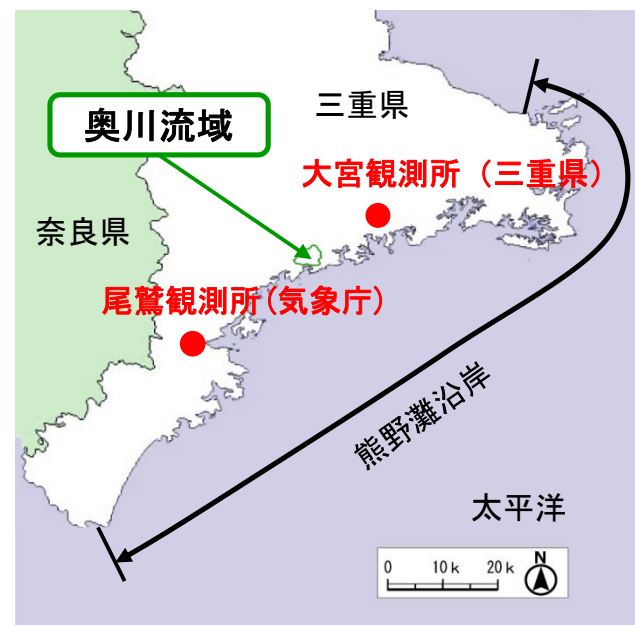 三重県
奥川流域
大宮観測所（三重県）
奈良県
尾鷲観測所(気象庁)
熊野灘沿岸
太平洋
0 10k 20k N